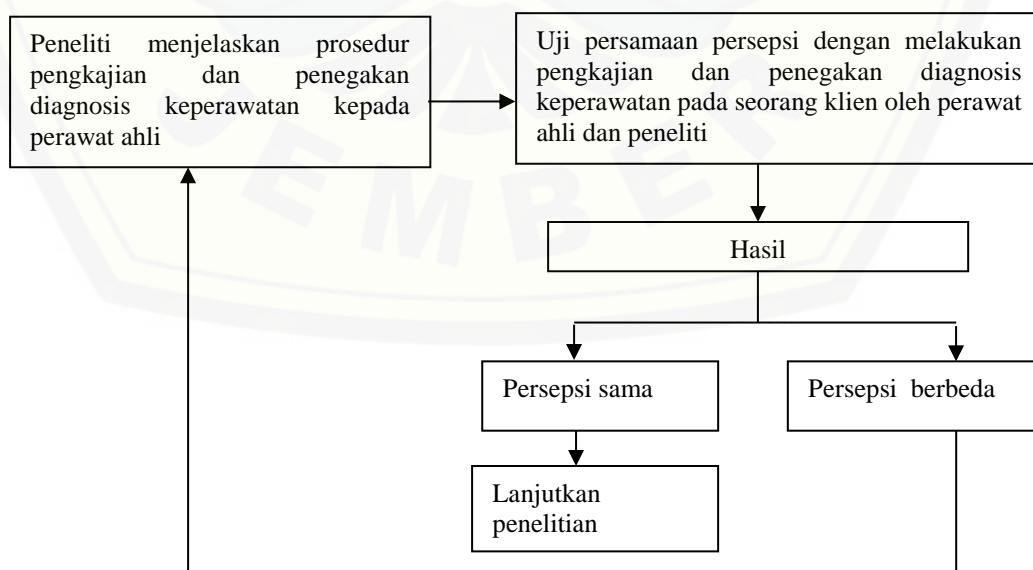 Peneliti menjelaskan prosedur
pengkajian dan penegakan
diagnosis keperawatan kepada
perawat ahli
Uji persamaan persepsi dengan melakukan
pengkajian dan penegakan diagnosis
keperawatan pada seorang klien oleh perawat
ahli dan peneliti
Hasil
Persepsi sama
Persepsi berbeda
Lanjutkan
penelitian
JEMBER